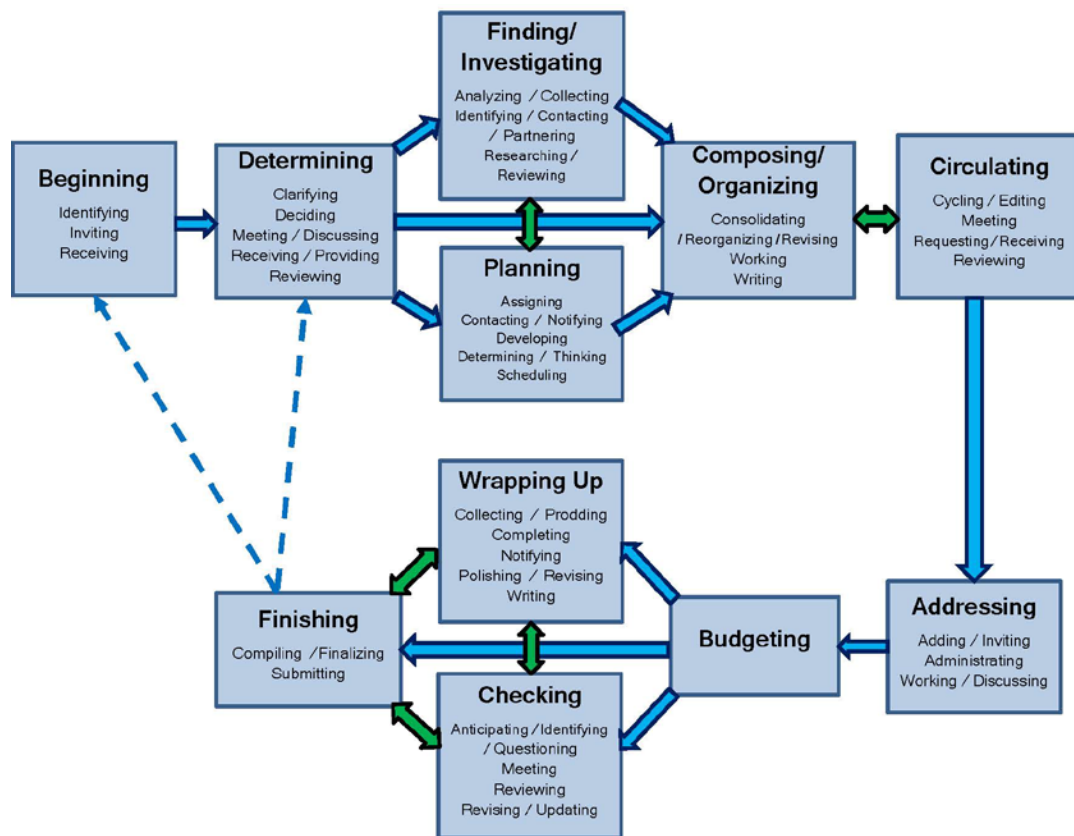 Finding/
Investigating
Analyzing / Collecting
Identifying / Contacting
/ Partnering
Researching /
Reviewing
Beginning
Identifying
Inviting
Receiving
Determining
Clarifying
Deciding
Meeting / Discussing
Receiving / Providing
Reviewing
Composing/
Organizing
Consolidating
/Reorganizing/Revising
Working
Writing
Circulating
Cycling / Editing
Meeting
Requesting/Receiving
Reviewing
Planning
Assigning
Contacting / Notifying
Developing
Determining / Thinking
Scheduling
Wrapping Up
Collecting / Prodding
Completing
Notifying
Polishing / Revising
Writing
Finishing
Compiling /Finalizing
Submitting
Budgeting
Addressing
Adding / Inviting
Administrating
Working / Discussing
Checking
Anticipating /Identifying
/ Questioning
Meeting
Reviewing
Revising / Updating